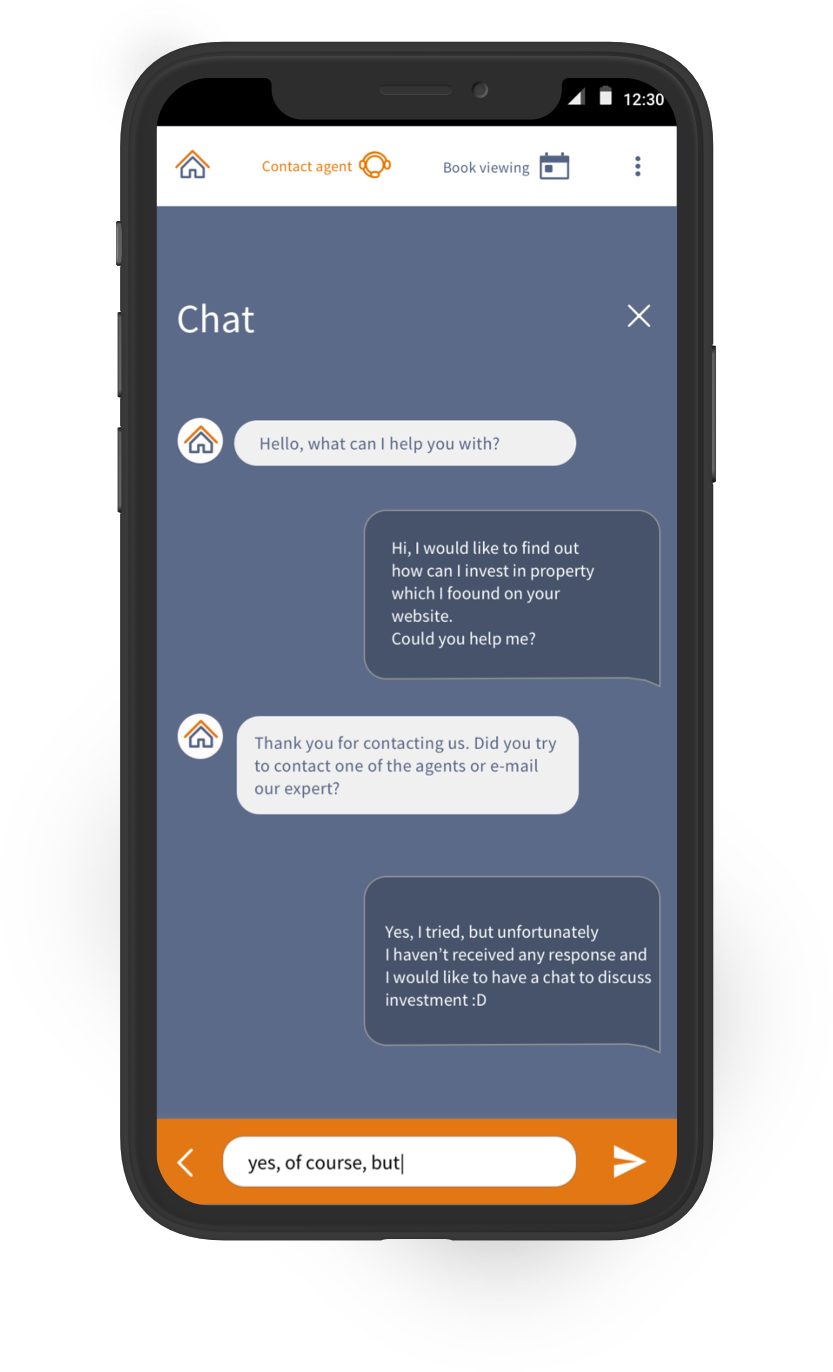 12:30
Contact agent
Book viewing
Chat
Hello, what can I help you with?
Hi, I would like to find out
how can I invest in property
which I foound on your
website.
Could you help me?
Thank you for contacting us. Did you try
to contact one of the agents or e-mail
our expert?
Yes, I tried, but unfortunately
I haven't received any response and
I would like to have a chat to discuss
investment :D
yes, of course, but